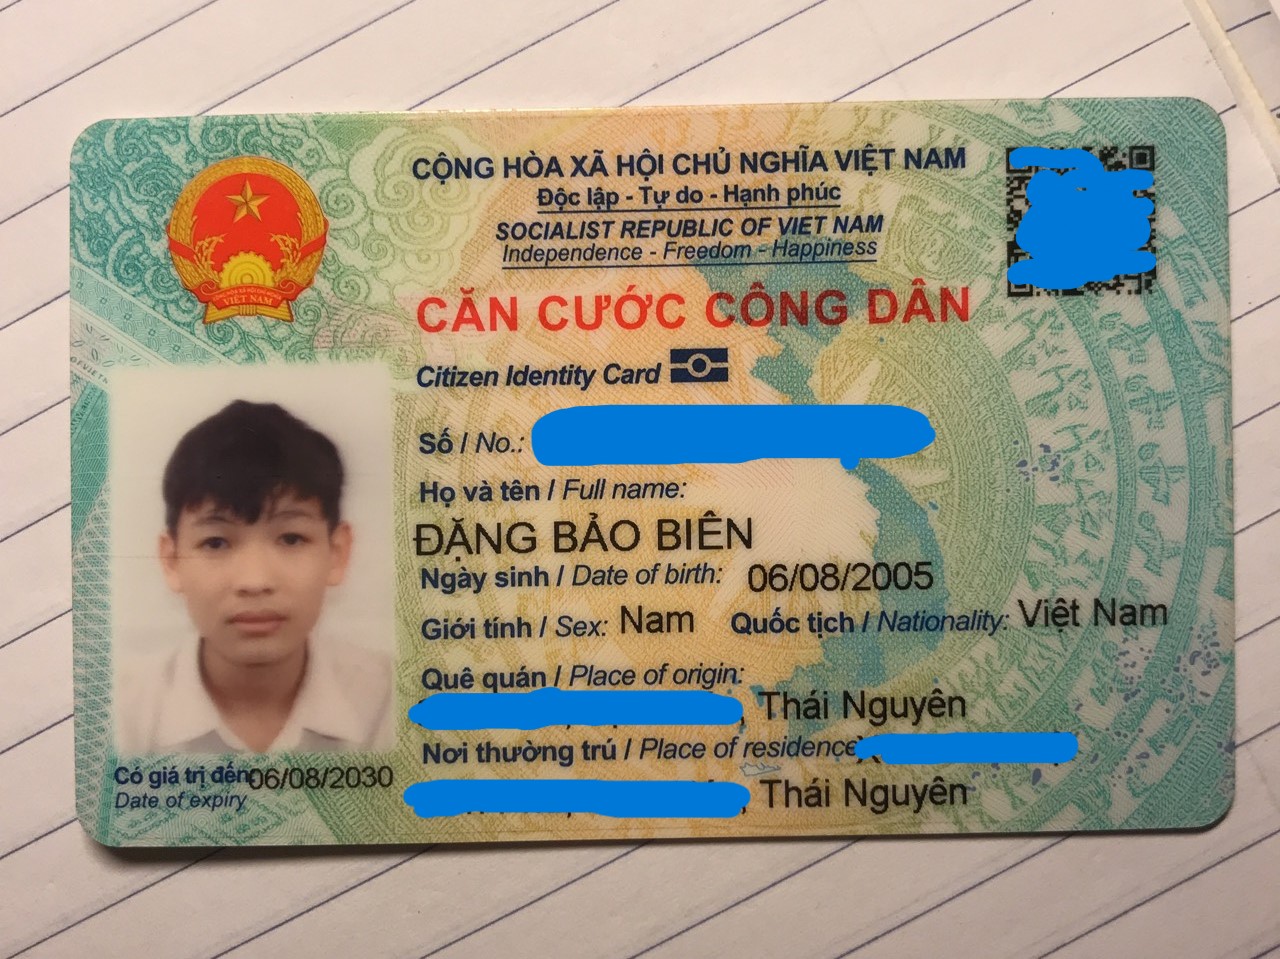 CỘNG HÒA XÃ HỘI CHỦ NGHĨA VIỆT NAM
Độc lập - Tự do - Hạnh phúc
SOCIALIST REPUBLIC OF VIET NAM
Independence - Freedom - Happiness
CĂN CƯỚC CÔNG DÂN
Citizen Identity Card
VIỆT NAM
Số / No.:
Họ và tên / Full name:
ĐẶNG BẢO BIÊN
Ngày sinh / Date of birth: 06/08/2005
Giới tính / Sex: Nam Quốc tịch / Nationality: Việt Nam
Quê quán / Place of origin:
, Thái Nguyên
Nơi thường trú / Place of residence
, Thái Nguyên
Có giá trị đến 06/08/2030
Date of expiry